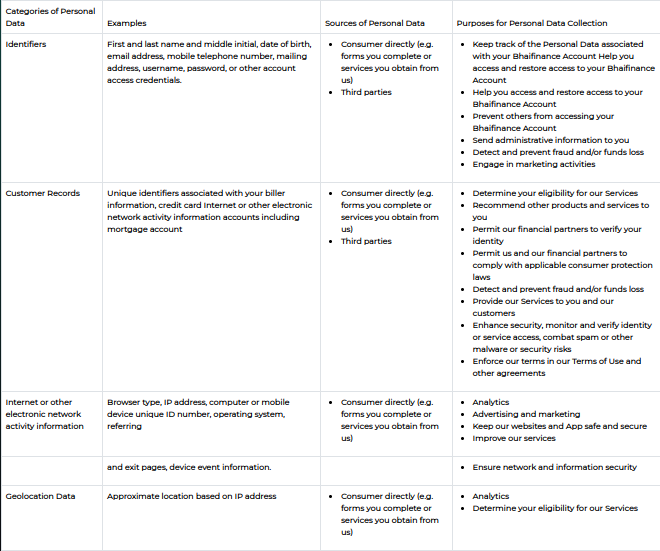 Categories of Personal
Data
Examples
Sources of Personal Data
Purposes for Personal Data Collection
Identifiers
First and last name and middle initial, date of birth,
email address, mobile telephone number, mailing
address, username, password, or other account
access credentials.
• Consumer directly (e.g.
forms you complete or
services you obtain from
us)
• Third parties
• Keep track of the Personal Data associated
with your Bhaifinance Account Help you
access and restore access to your Bhaifinance
Account
• Help you access and restore access to your
Bhaifinance Account
• Prevent others from accessing your
Bhaifinance Account
• Send administrative information to you
• Detect and prevent fraud and/or funds loss
• Engage in marketing activities
Customer Records
Unique identifiers associated with your biller
information, credit card Internet or other electronic
network activity information accounts including
mortgage account
• Consumer directly (e.g.
forms you complete or
services you obtain from
us)
• Third parties
• Determine your eligibility for our Services
• Recommend other products and services to
you
• Permit our financial partners to verify your
identity
• Permit us and our financial partners to
comply with applicable consumer protection
laws
• Detect and prevent fraud and/or funds loss
• Provide our Services to you and our
customers
• Enhance security, monitor and verify identity
or service access, combat spam or other
malware or security risks
• Enforce our terms in our Terms of Use and
other agreements
Internet or other
electronic network
activity information
Browser type, IP address, computer or mobile
device unique ID number, operating system,
referring
• Consumer directly (e.g.
forms you complete or
services you obtain from
us)
• Analytics
• Advertising and marketing
• Keep our websites and App safe and secure
• Improve our services
and exit pages, device event information.
• Ensure network and information security
Geolocation Data
Approximate location based on IP address
• Consumer directly (e.g.
forms you complete or
services you obtain from
us)
• Analytics
• Determine your eligibility for our Services